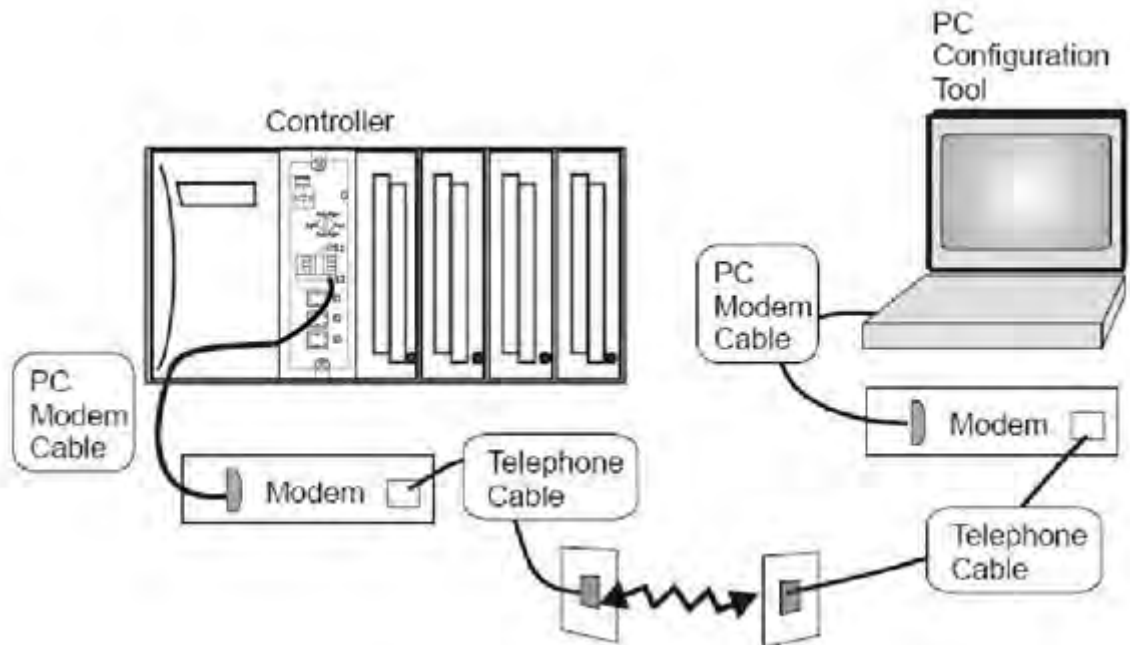 PC
Configuration
Tool
Controller
PC
Modem
Cable
PC
Modem
Cable
Modem
Modem
Telephone
Cable
Telephone
Cable